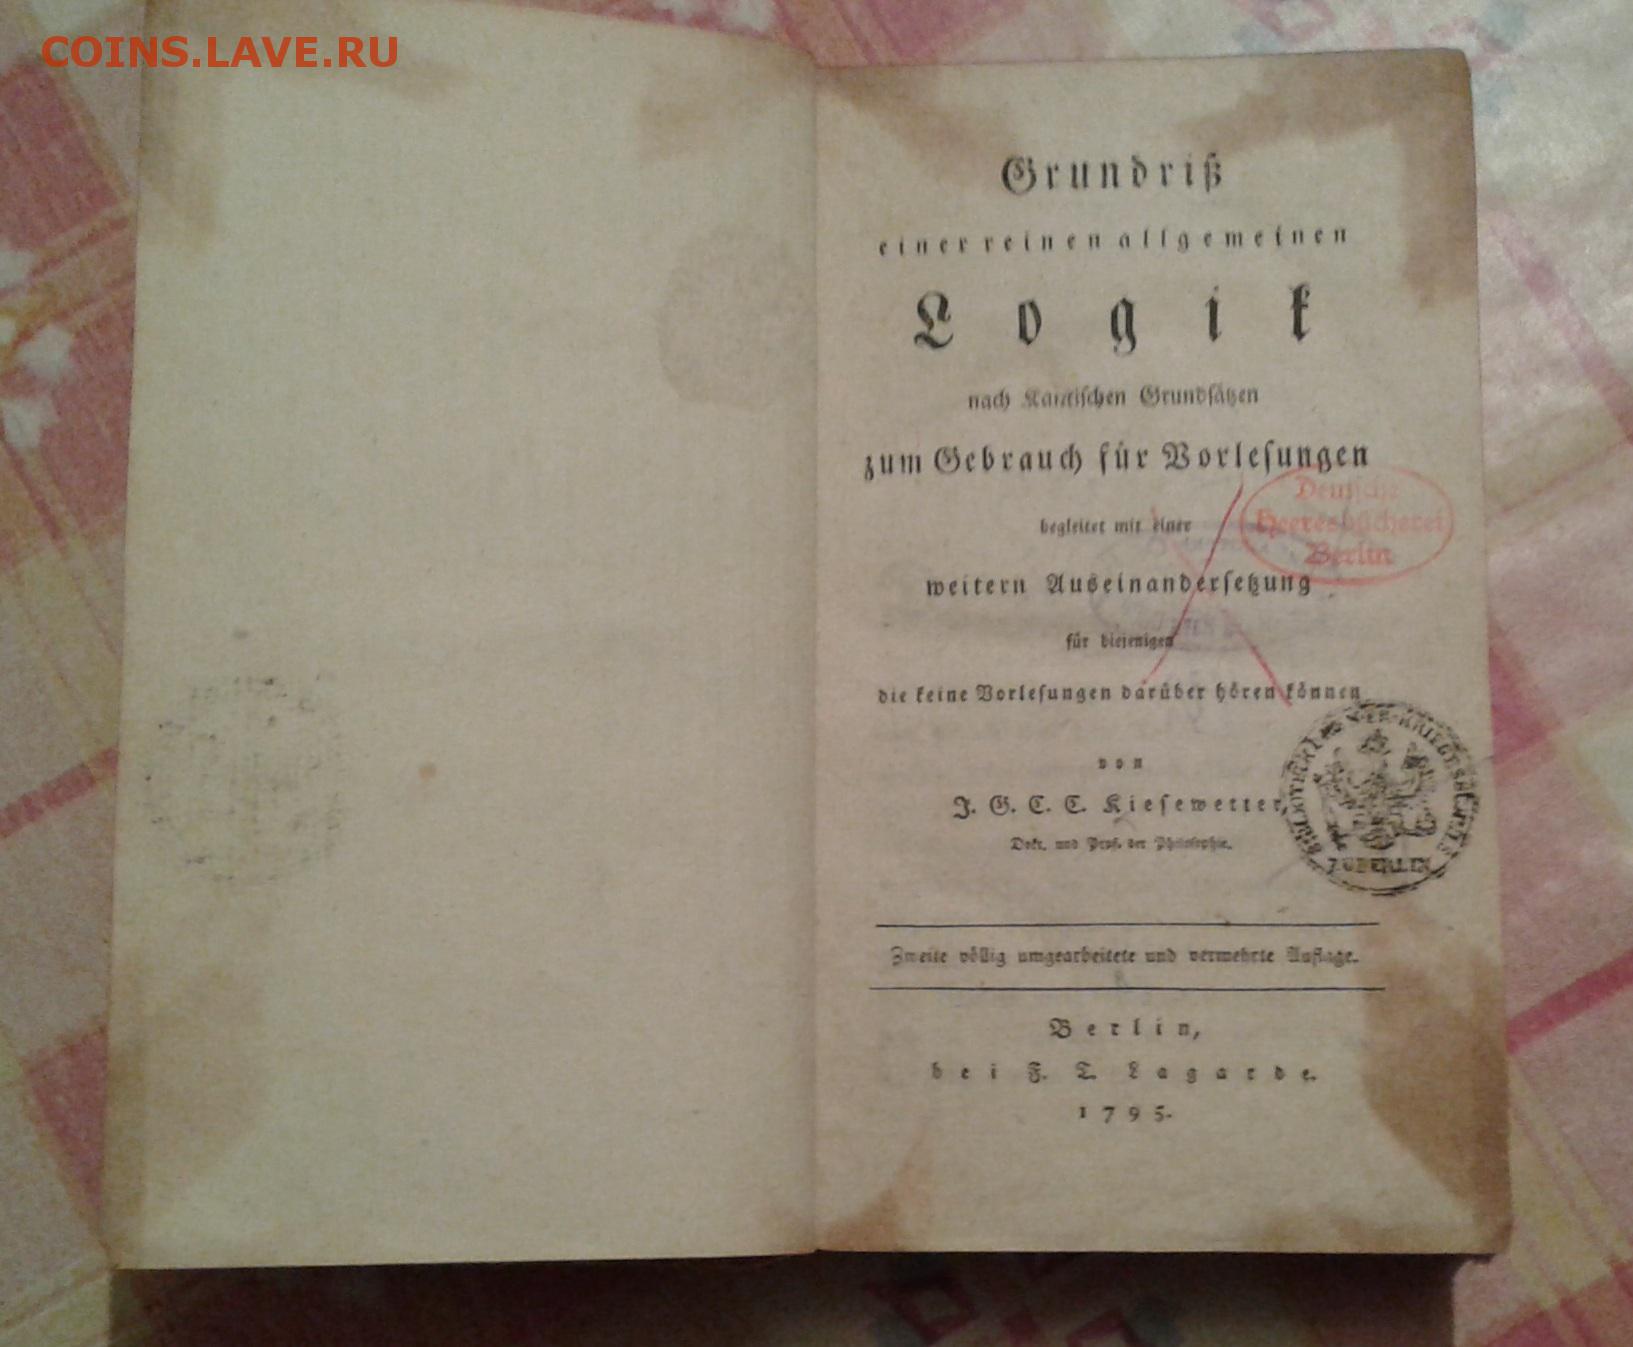 COINS.LAVE.RU
Grundriß
einer reinen allgemeinen
Logik
nach Kantischen Grundsätzen
zum Gebrauch für Vorlesungen
begleitet mit einer
weitern Auseinandersetzung
für diejenigen
die keine Vorlesungen darüber hören können
von
J. G. C. C. Kiesewetter,
Dokt. und Prof. der Philosophie.
Zweite völlig umgearbeitete und vermehrte Auflage.
Berlin,
bei F. T. Lagarde.
1795.
Deutsche
Heeresbücherei
Berlin
ZU BERLIN